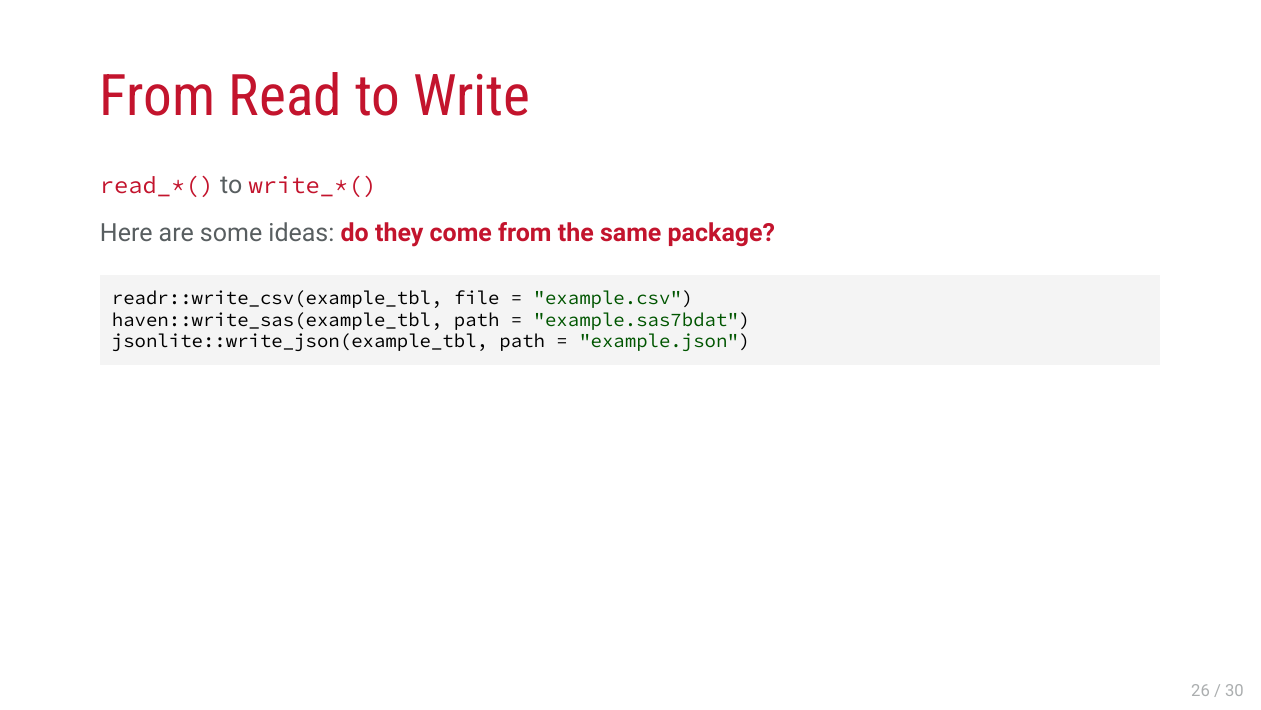 From Read to Write
read_*() to write_*()
Here are some ideas: do they come from the same package?
readr::write_csv(example_tbl, file = "example.csv")
haven::write_sas(example_tbl, path = "example.sas7bdat")
jsonlite::write_json(example_tbl, path = "example.json")
26 / 30